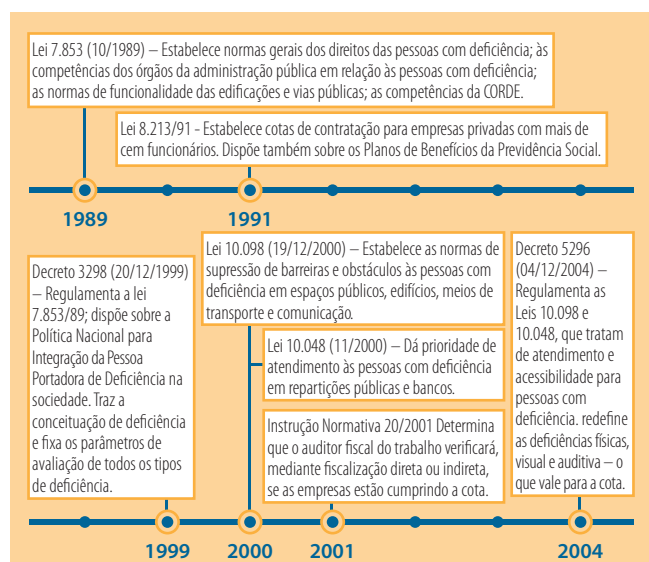 Lei 7.853 (10/1989) – Estabelece normas gerais dos direitos das pessoas com deficiência; às
competências dos órgãos da administração pública em relação às pessoas com deficiência;
as normas de funcionalidade das edificações e vias públicas; as competências da CORDE.
Lei 8.213/91 - Estabelece cotas de contratação para empresas privadas com mais de
cem funcionários. Dispõe também sobre os Planos de Benefícios da Previdência Social.
1989
1991
Decreto 3298 (20/12/1999)
– Regulamenta a lei
7.853/89; dispõe sobre a
Política Nacional para
Integração da Pessoa
Portadora de Deficiência na
sociedade. Traz a
conceituação de deficiência
e fixa os parâmetros de
avaliação de todos os tipos
de deficiência.
Lei 10.098 (19/12/2000) – Estabelece as normas de
supressão de barreiras e obstáculos às pessoas com
deficiência em espaços públicos, edifícios, meios de
transporte e comunicação.
Lei 10.048 (11/2000) – Dá prioridade de
atendimento às pessoas com deficiência
em repartições públicas e bancos.
Instrução Normativa 20/2001 Determina
que o auditor fiscal do trabalho verificará,
mediante fiscalização direta ou indireta,
se as empresas estão cumprindo a cota.
Decreto 5296
(04/12/2004) –
Regulamenta as
Leis 10.098 e
10.048, que tratam
de atendimento e
acessibilidade para
pessoas com
deficiência. redefine
as deficiências físicas,
visual e auditiva – o
que vale para a cota.
1999
2000
2001
2004